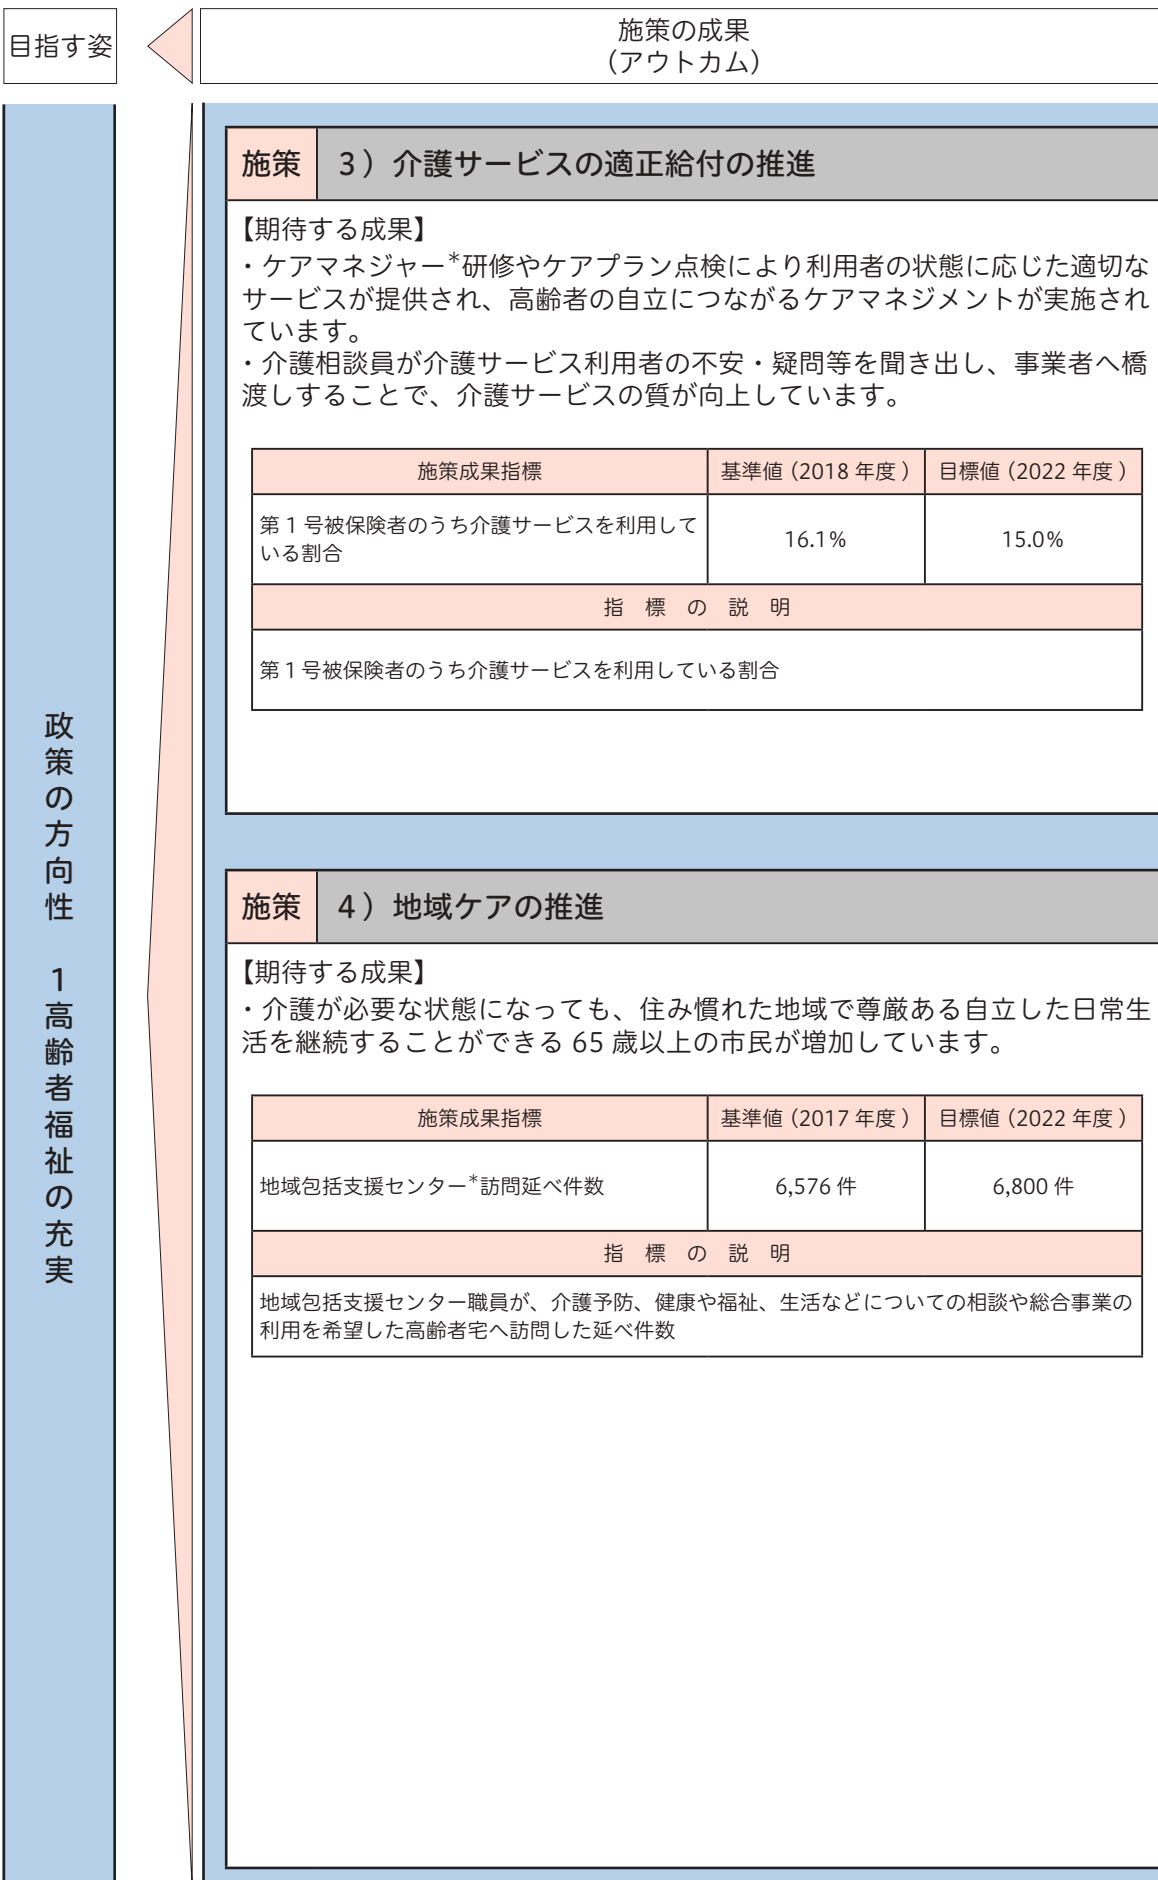 目指す姿
施策の成果
（アウトカム）
政策の方向性　1高齢者福祉の充実
施策　3）介護サービスの適正給付の推進
【期待する成果】
・ケアマネジャー*研修やケアプラン点検により利用者の状態に応じた適切な
サービスが提供され、高齢者の自立につながるケアマネジメントが実施され
ています。
・介護相談員が介護サービス利用者の不安・疑問等を聞き出し、事業者へ橋
渡しすることで、介護サービスの質が向上しています。
施策成果指標　基準値（2018 年度）　目標値（2022 年度）
第１号被保険者のうち介護サービスを利用して
いる割合　16.1%　15.0%
指　標　の　説　明
第１号被保険者のうち介護サービスを利用している割合
施策　4）地域ケアの推進
【期待する成果】
・介護が必要な状態になっても、住み慣れた地域で尊厳ある自立した日常生
活を継続することができる 65 歳以上の市民が増加しています。
施策成果指標　基準値（2017 年度）　目標値（2022 年度）
地域包括支援センター*訪問延べ件数　6,576 件　6,800 件
指　標　の　説　明
地域包括支援センター職員が、介護予防、健康や福祉、生活などについての相談や総合事業の
利用を希望した高齢者宅へ訪問した延べ件数